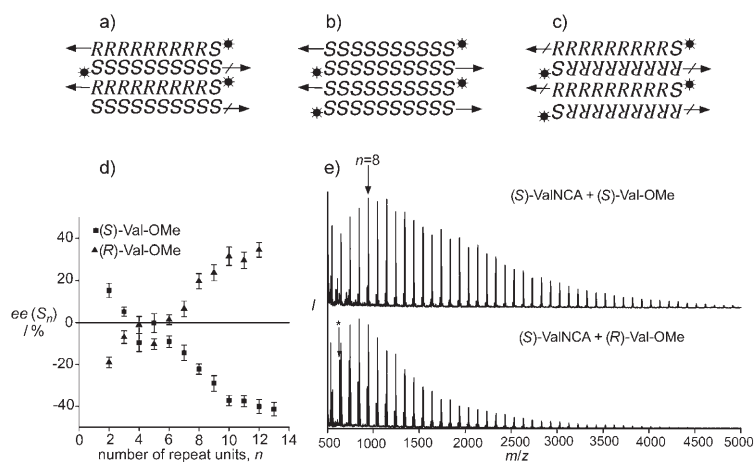 a)
RRRRRRRRRS
SSSSSSSSSS
RRRRRRRRRS
SSSSSSSSSS
b)
SSSSSSSSSS
SSSSSSSSSS
SSSSSSSSSS
SSSSSSSSSS
c)
RRRRRRRRRS
SRRRRRRRRR
RRRRRRRRRS
SRRRRRRRRR
d)
(S)-Val-OMe
(R)-Val-OMe
ee (Sn)
/ %
40
20
0
-20
-40
0 2 4 6 8 10 12 14
number of repeat units, n
e)
n=8
(S)-ValNCA + (S)-Val-OMe
I
*
(S)-ValNCA + (R)-Val-OMe
500 1000 1500 2000 2500 3000 3500 4000 4500 5000
m/z